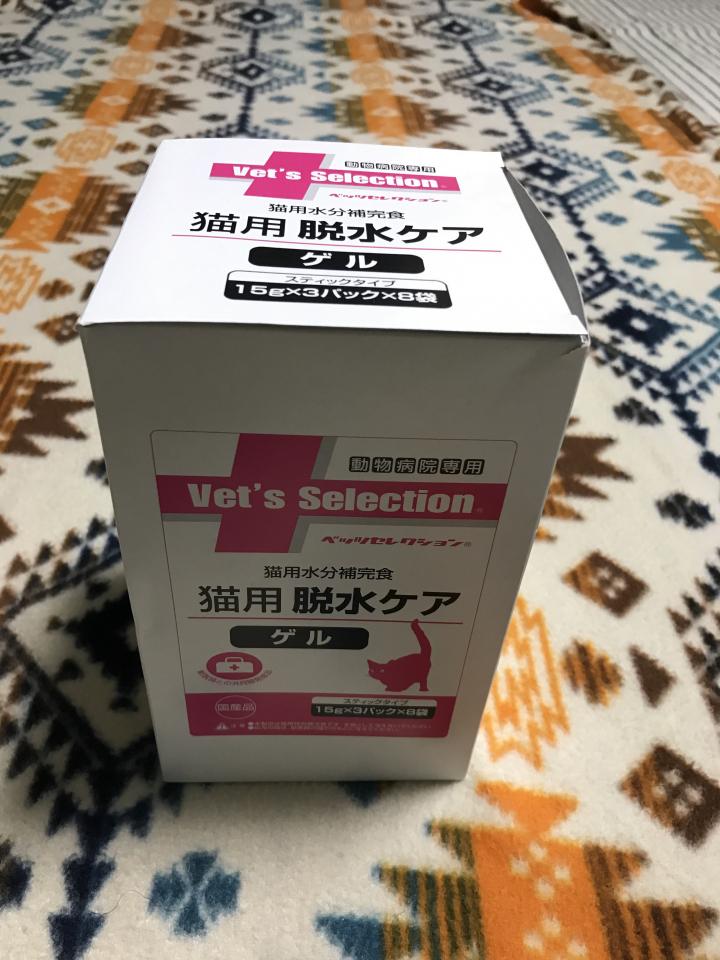 動物病院専用
Vet's Selection
ベッツセレクション®
猫用水分補完食
猫用 脱水ケア
ゲル
スティックタイプ
15g×3パック×8袋
動物病院専用
Vet's Selection®
ベッツセレクション®
猫用水分補完食
猫用 脱水ケア
ゲル
国産品
スティックタイプ
15g×3パック×8袋
注意